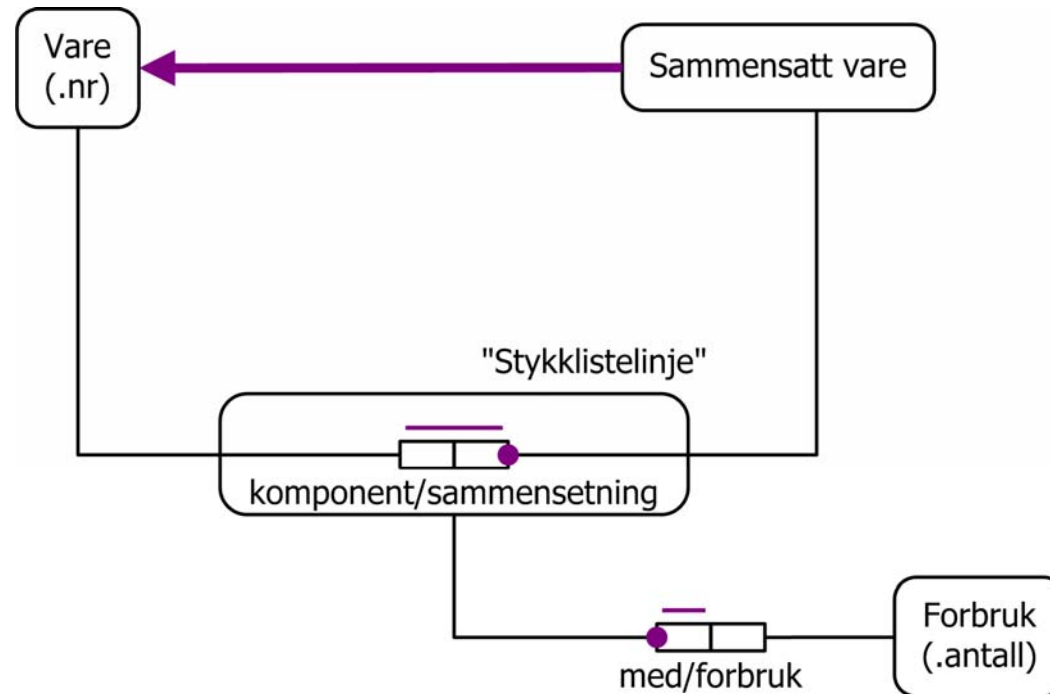 Vare
(.nr)
Sammensatt vare
"Stykklistelinje"
komponent/sammensetning
Forbruk
(.antall)
med/forbruk